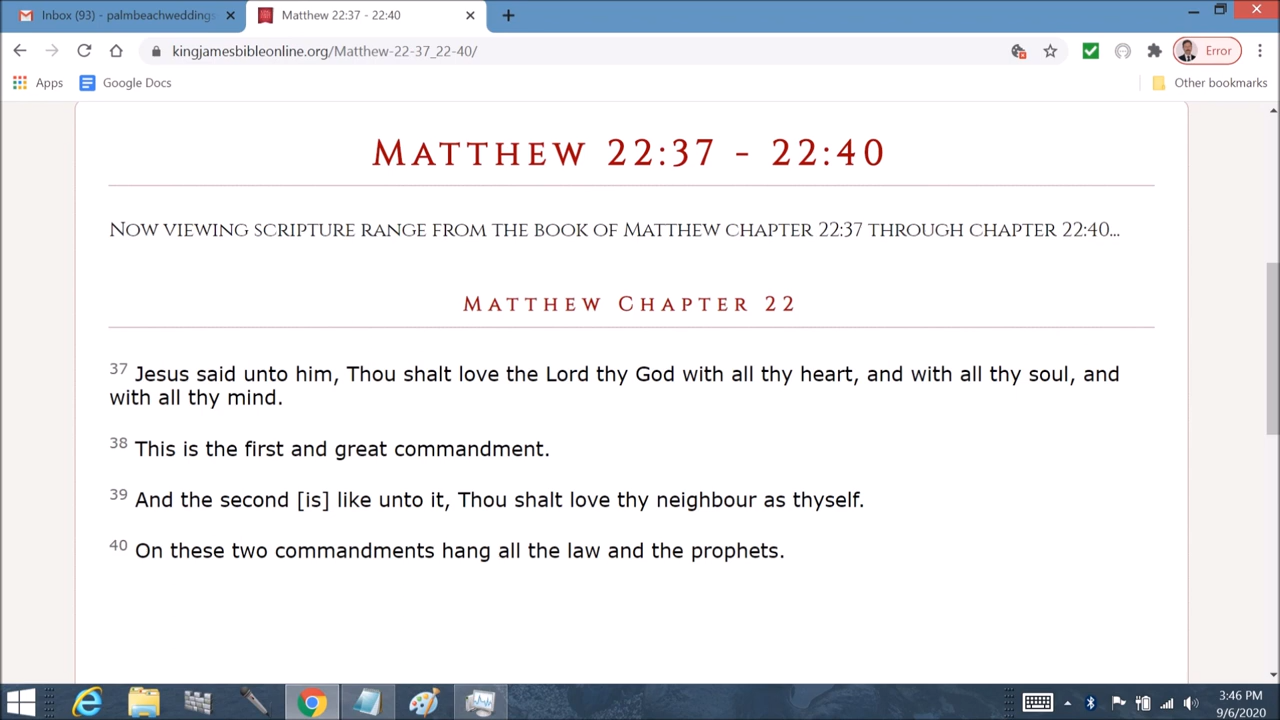 Inbox (93) - palmbeachweddings
Matthew 22:37 - 22:40
kingjamesbibleonline.org/Matthew-22-37_22-40/
Error
Apps
Google Docs
Other bookmarks
Matthew 22:37 - 22:40
Now viewing scripture range from the book of Matthew chapter 22:37 through chapter 22:40...
Matthew Chapter 22
37 Jesus said unto him, Thou shalt love the Lord thy God with all thy heart, and with all thy soul, and
with all thy mind.
38 This is the first and great commandment.
39 And the second [is] like unto it, Thou shalt love thy neighbour as thyself.
40 On these two commandments hang all the law and the prophets.
3:46 PM
9/6/2020